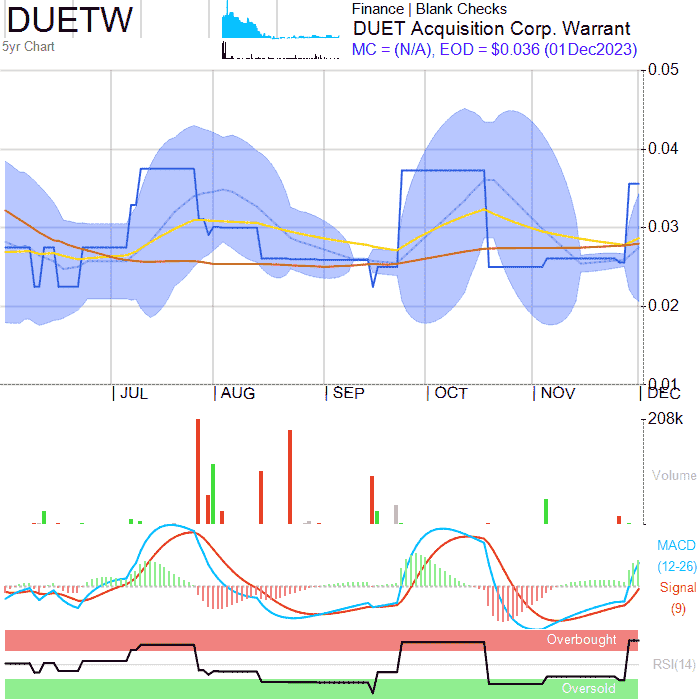 DUETW
5yr Chart
Finance | Blank Checks
DUET Acquisition Corp. Warrant
MC = (N/A), EOD = $0.036 (01Dec2023)
0.05
0.04
0.03
0.02
0.01
JUL
AUG
SEP
OCT
NOV
DEC
208k
Volume
MACD
(12-26)
Signal
(9)
Overbought
RSI(14)
Oversold